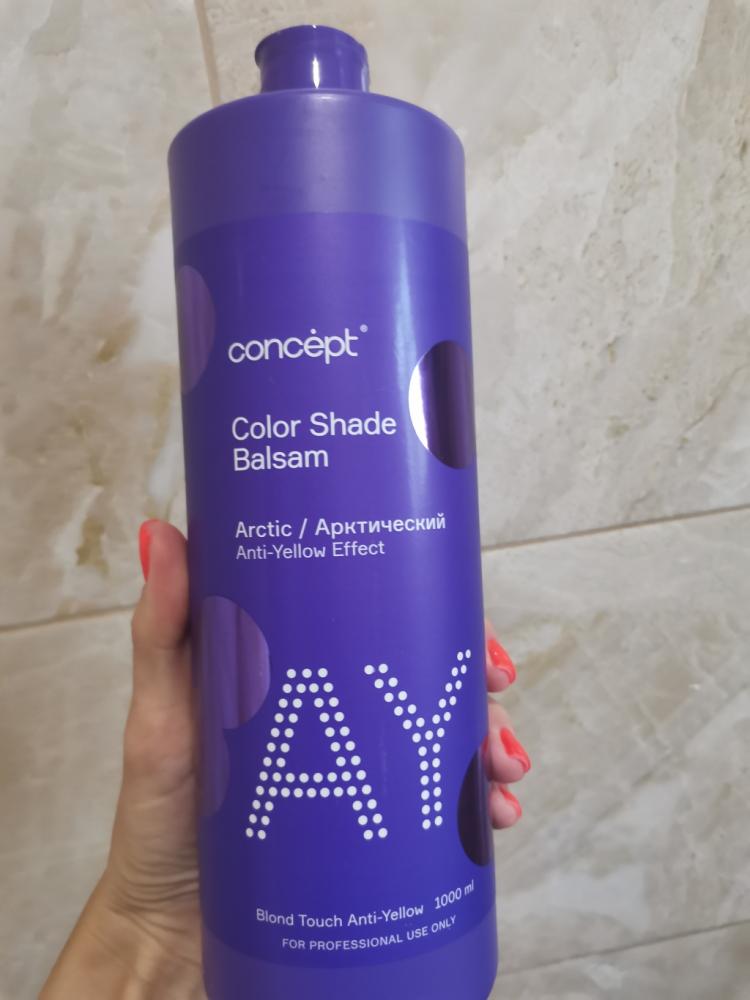 concėpt®
Color Shade
Balsam
Arctic / Арктический
Anti-Yellow Effect
AY
Blond Touch Anti-Yellow 1000 ml
FOR PROFESSIONAL USE ONLY